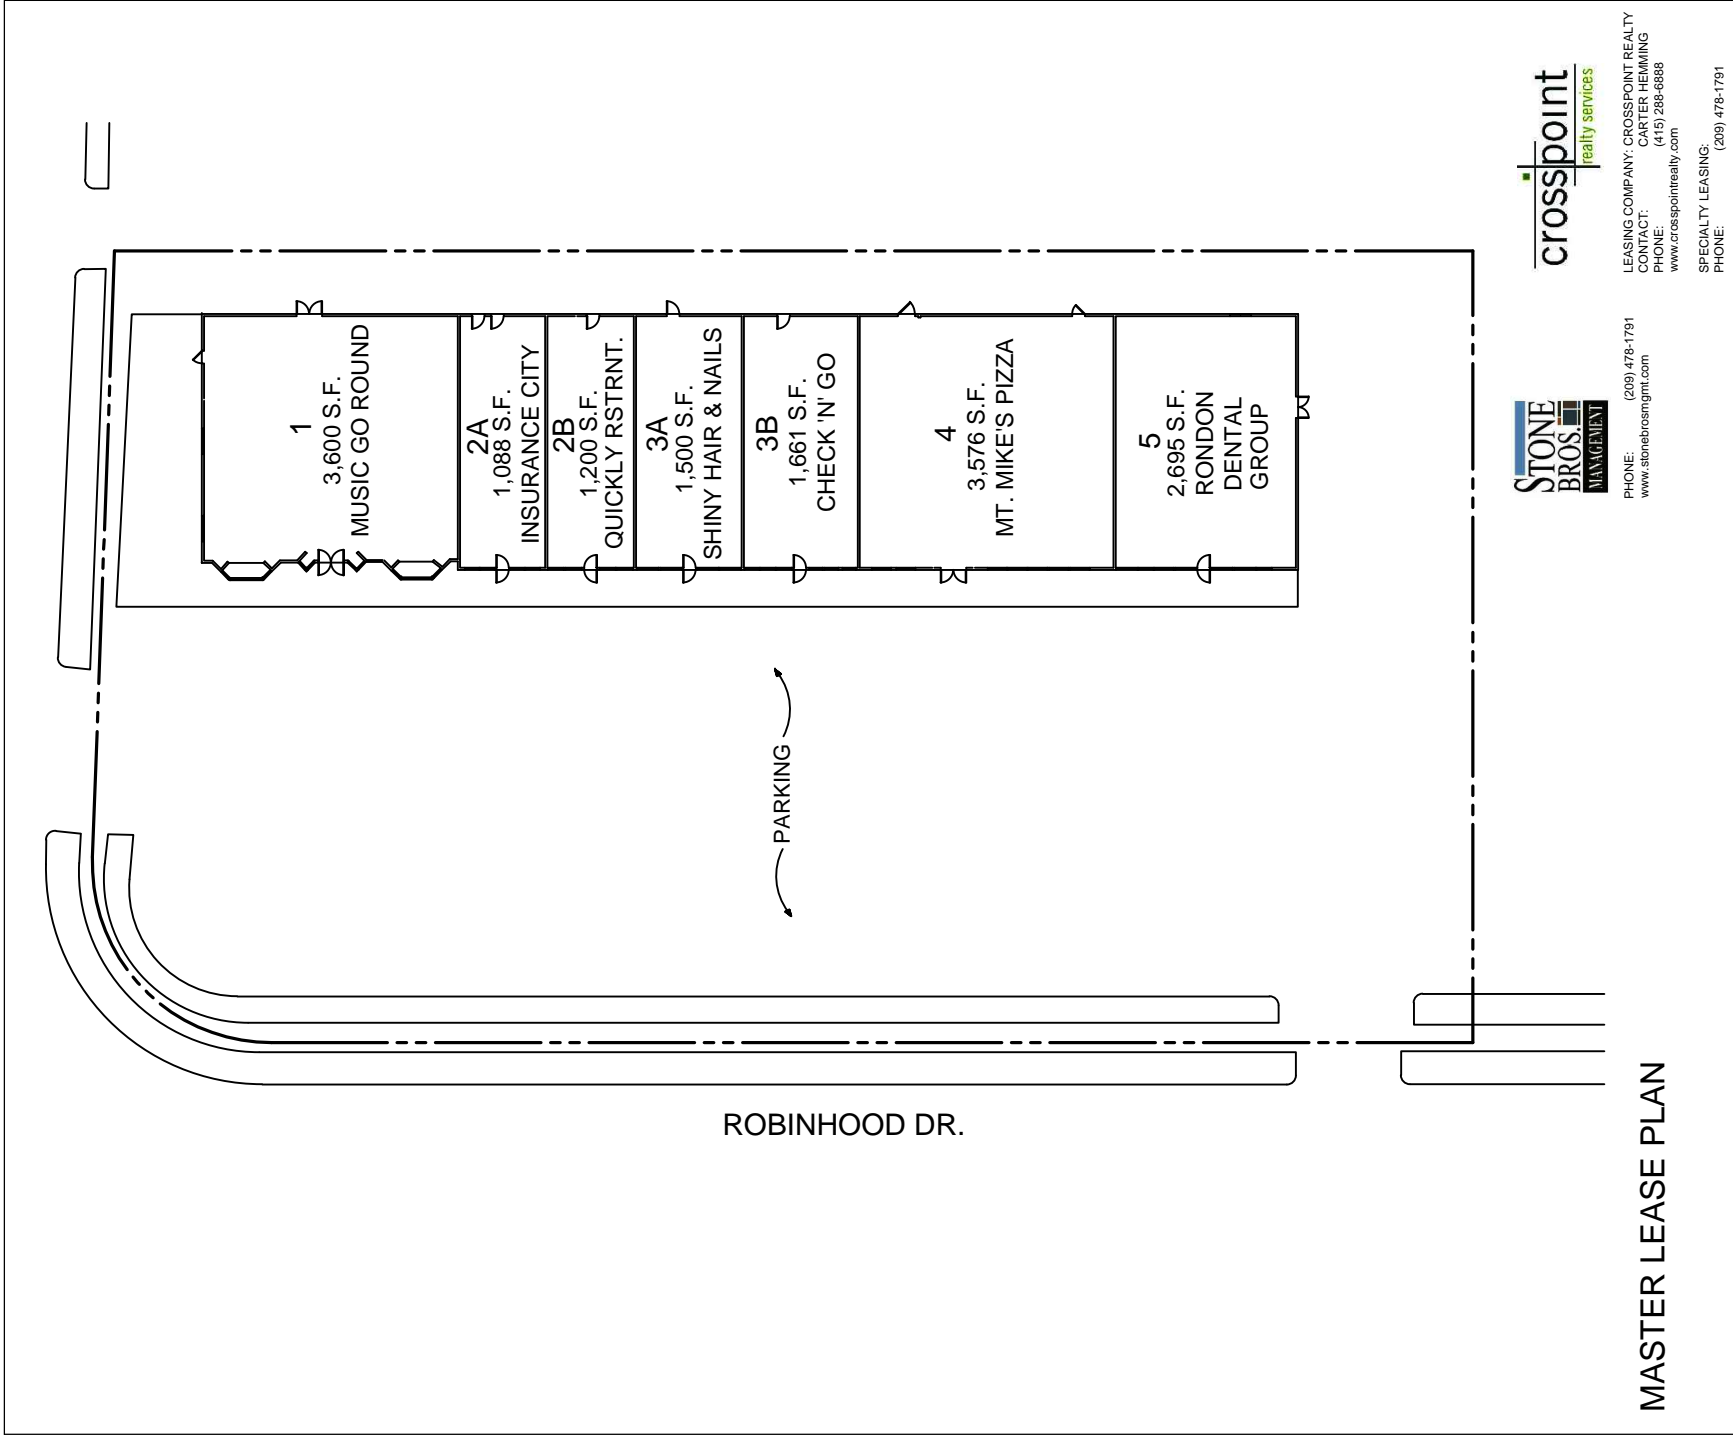 1
3,600 S.F.
MUSIC GO ROUND
2A
1,088 S.F.
INSURANCE CITY
2B
1,200 S.F.
QUICKLY RSTRNT.
3A
1,500 S.F.
SHINY HAIR & NAILS
3B
1,661 S.F.
CHECK 'N' GO
4
3,576 S.F.
MT. MIKE'S PIZZA
5
2,695 S.F.
RONDON
DENTAL
GROUP
PARKING
ROBINHOOD DR.
MASTER LEASE PLAN
STONE
BROS.
MANAGEMENT
PHONE: (209) 478-1791
www.stonebrosmgmt.com
crosspoint
realty services
LEASING COMPANY: CROSSPOINT REALTY
CONTACT: CARTER HEMMING
PHONE: (415) 288-6888
www.crosspointrealty.com
SPECIALTY LEASING:
PHONE: (209) 478-1791